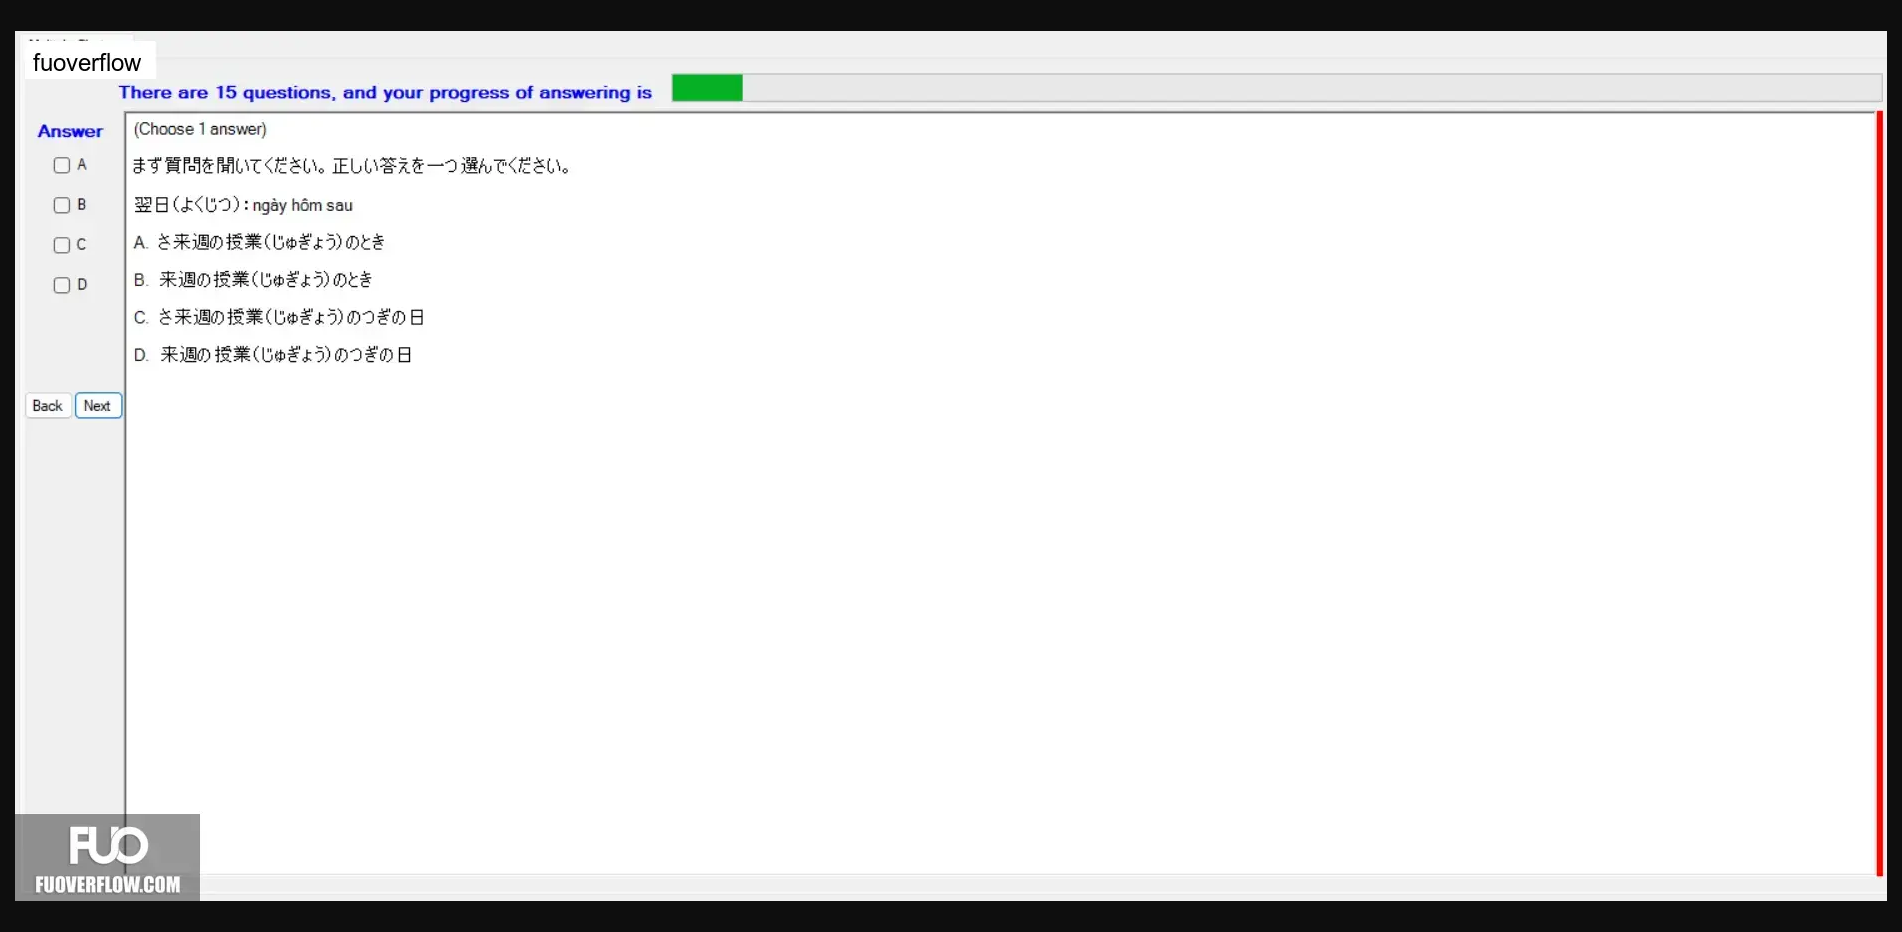 fuoverflow
There are 15 questions, and your progress of answering is
Answer
A
B
C
D
Back Next
(Choose 1 answer)
まず質問を聞いてください。正しい答えを一つ選んでください。
翌日(よくじつ):ngày hôm sau
A. さ来週の授業(じゅぎょう)のとき
B. 来週の授業(じゅぎょう)のとき
C. さ来週の授業(じゅぎょう)のつぎの日
D. 来週の授業(じゅぎょう)のつぎの日
FUO
FUOVERFLOW.COM